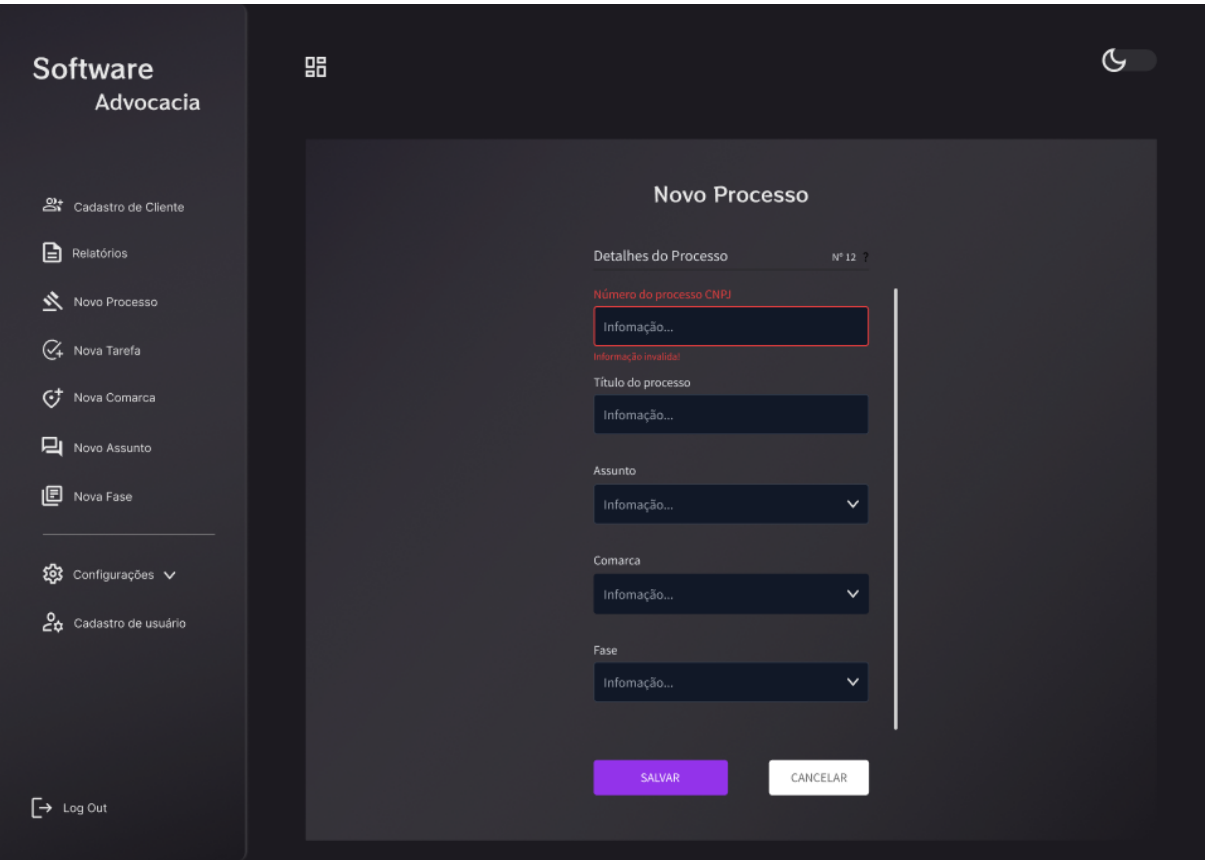 Software
Advocacia
Cadastro de Cliente
Relatórios
Novo Processo
Nova Tarefa
Nova Comarca
Novo Assunto
Nova Fase
Configurações
Cadastro de usuário
Log Out
Novo Processo
Detalhes do Processo Nº 12 ?
Número do processo CNPJ
Infomação...
Informação invalida!
Título do processo
Infomação...
Assunto
Infomação...
Comarca
Infomação...
Fase
Infomação...
SALVAR CANCELAR